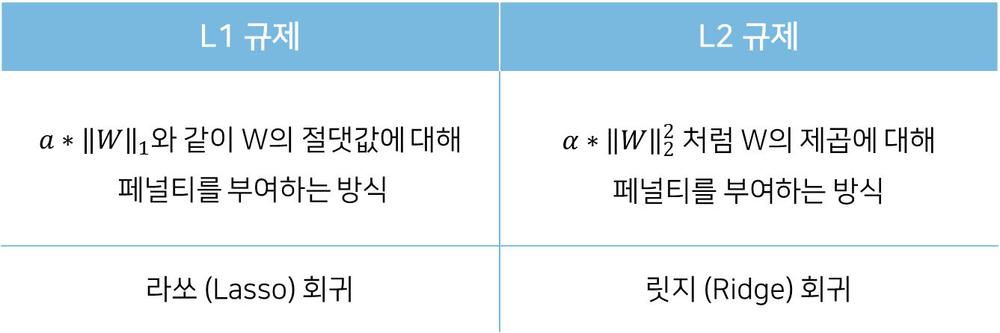 L1 규제
L2 규제
𝑎 ∗ ‖𝑊‖₁와 같이 W의 절댓값에 대해
페널티를 부여하는 방식
𝛼 ∗ ‖𝑊‖₂² 처럼 W의 제곱에 대해
페널티를 부여하는 방식
라쏘 (Lasso) 회귀
릿지 (Ridge) 회귀